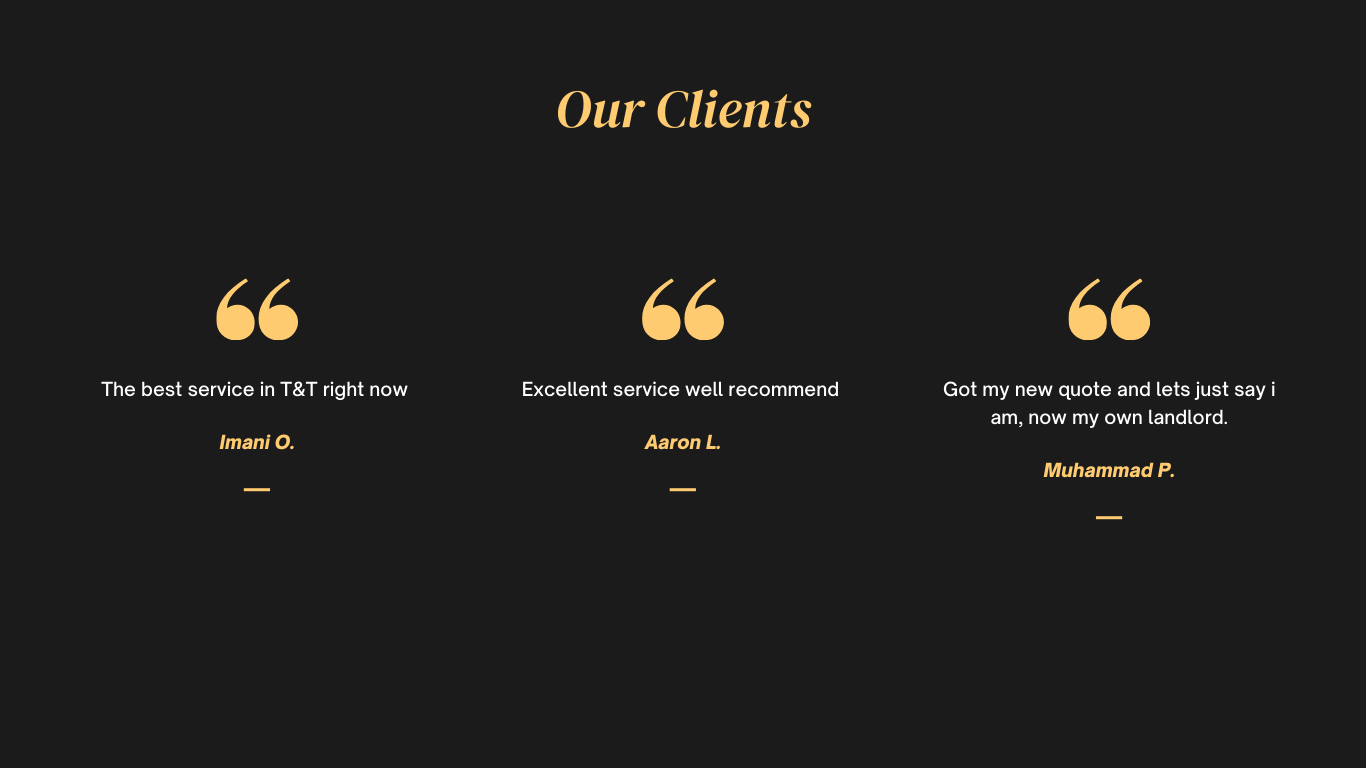 Our Clients
The best service in T&T right now
Imani O.
Excellent service well recommend
Aaron L.
Got my new quote and lets just say i
am, now my own landlord.
Muhammad P.